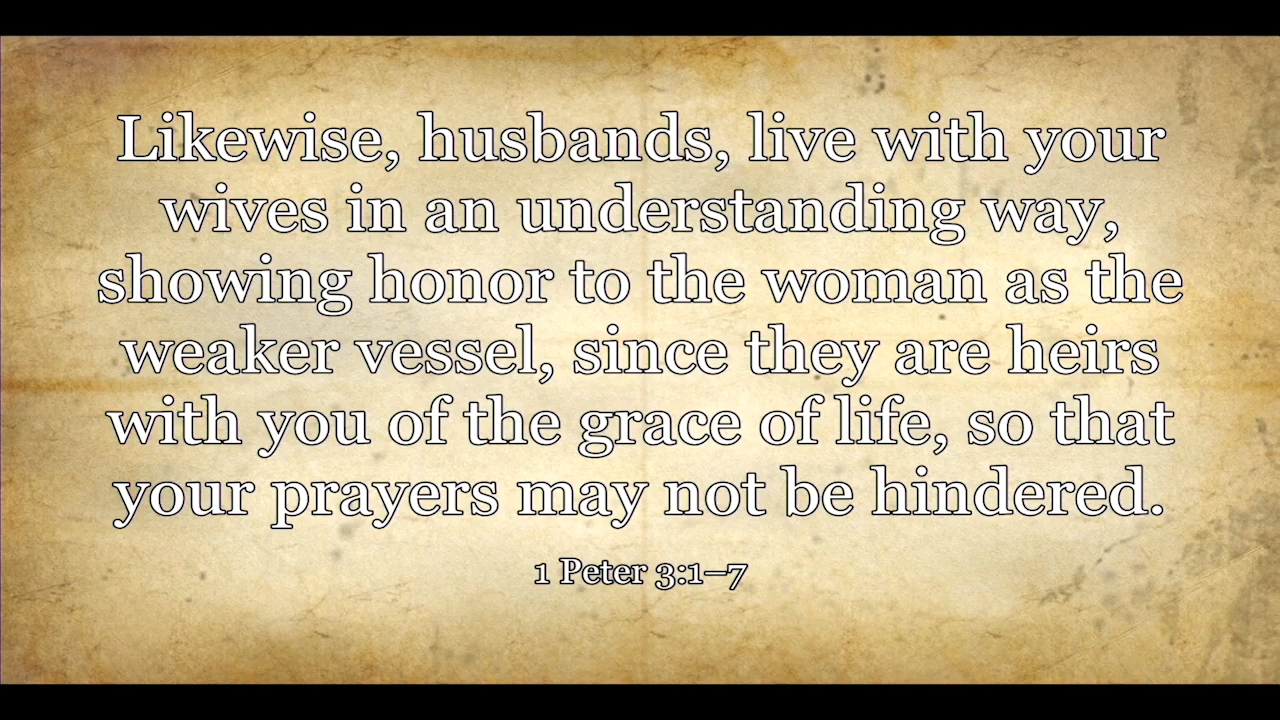 Likewise, husbands, live with your
wives in an understanding way,
showing honor to the woman as the
weaker vessel, since they are heirs
with you of the grace of life, so that
your prayers may not be hindered.
1 Peter 3:1–7